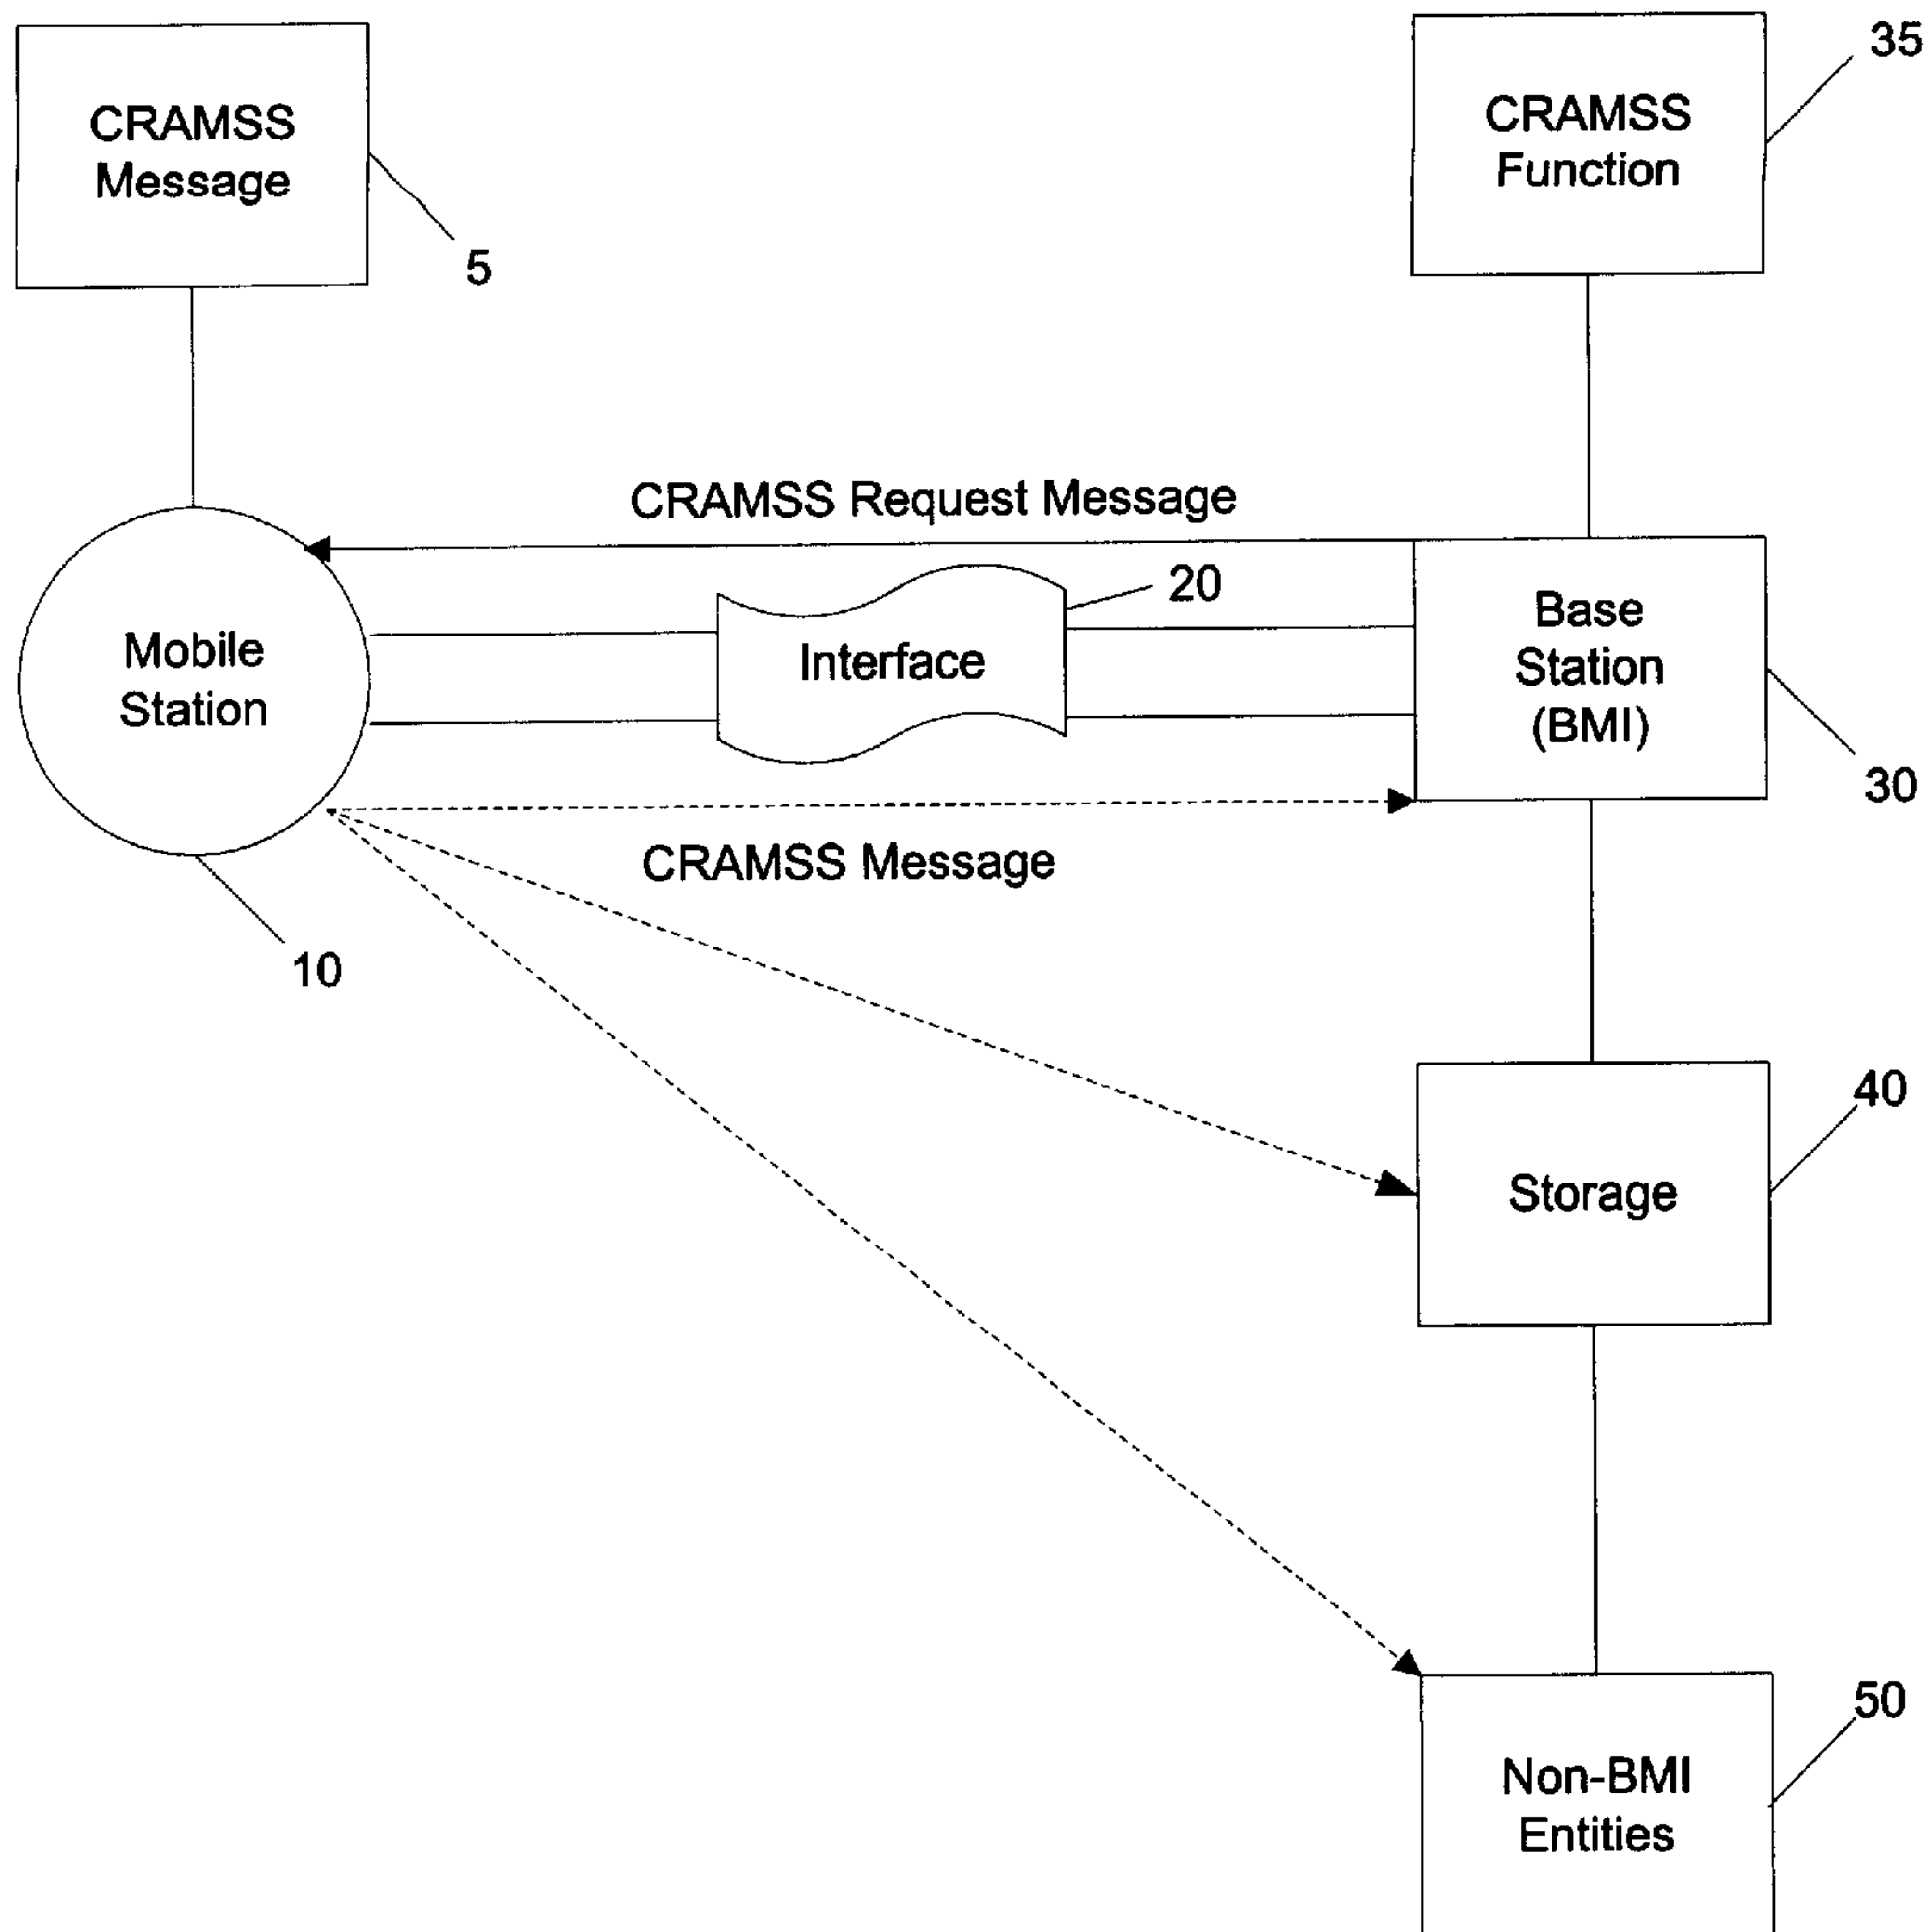 CRAMSS
Message
5
CRAMSS
Function
35
CRAMSS Request Message
Mobile
Station
10
Interface
20
Base
Station
(BMI)
30
CRAMSS Message
Storage
40
Non-BMI
Entities
50